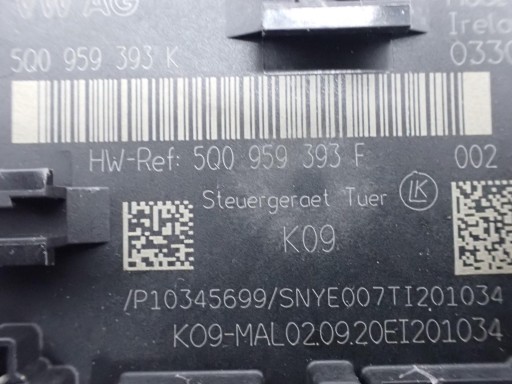 VW AG
Irela
5Q0 959 393 K
0330
HW-Ref: 5Q0 959 393 F 002
Steuergeraet Tuer LK
K09
/P10345699/SNYE007TI201034
K09-MAL02.09.20EI201034